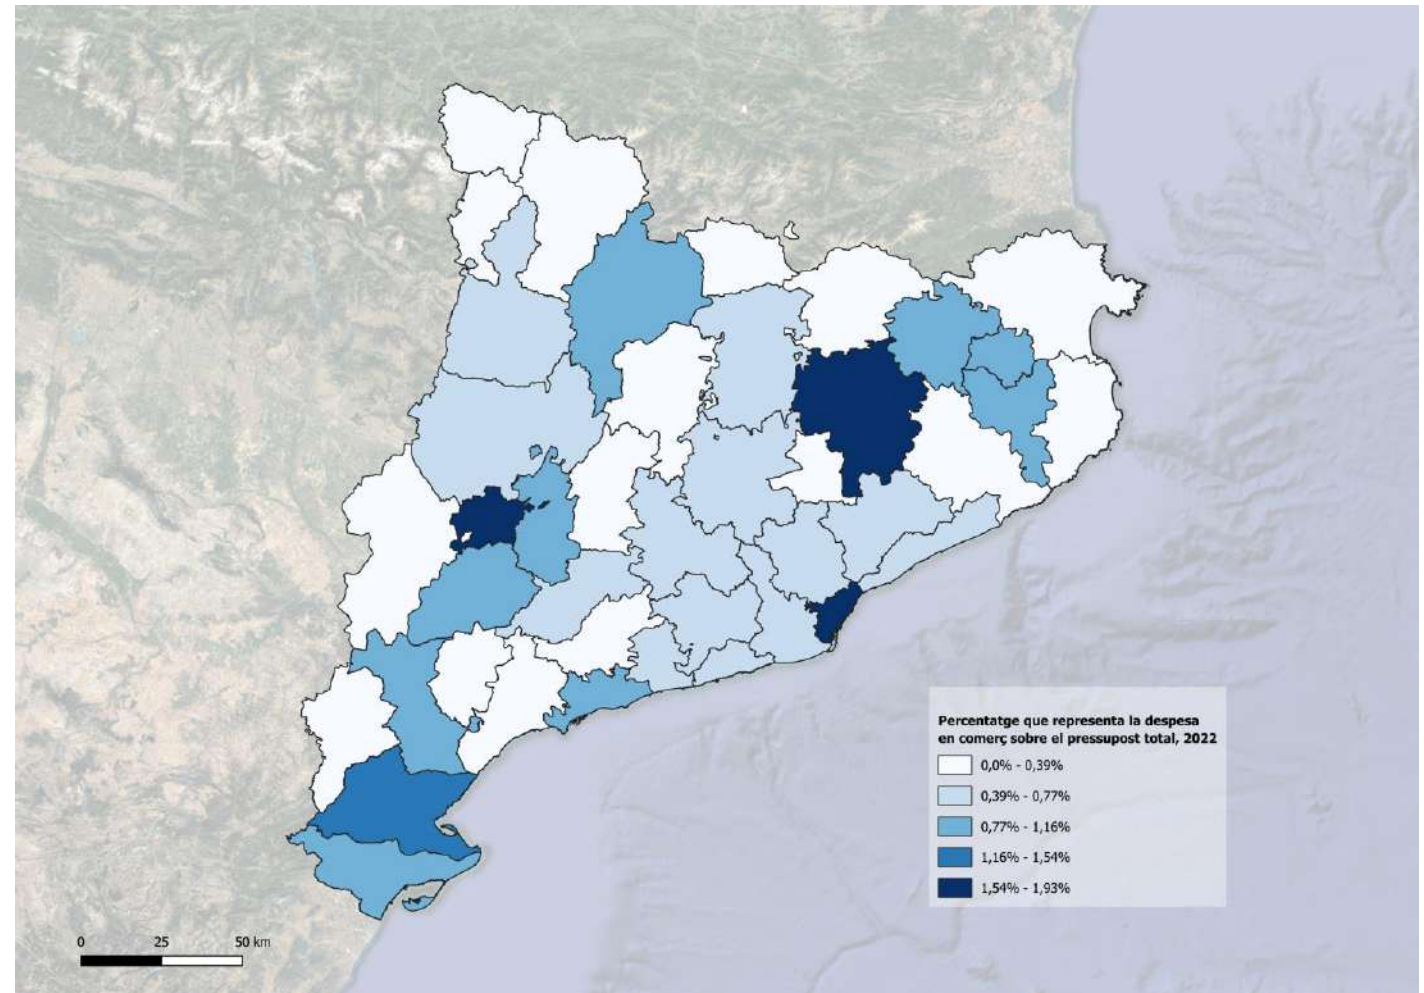 Percentatge que representa la despesa
en comerç sobre el pressupost total, 2022
0,0% - 0,39%
0,39% - 0,77%
0,77% - 1,16%
1,16% - 1,54%
1,54% - 1,93%
0 25 50 km